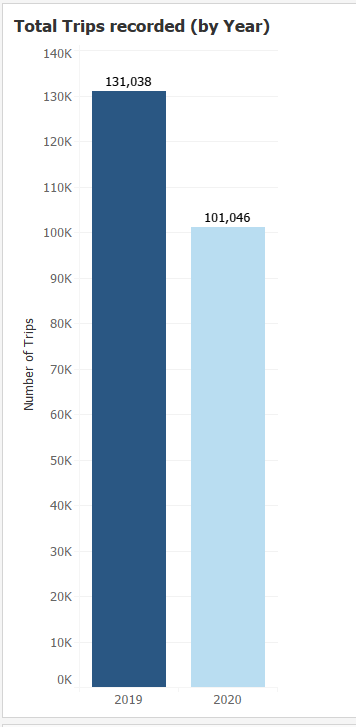 Total Trips recorded (by Year)
140K
131,038
130K
120K
110K
101,046
100K
90K
80K
70K
Number of Trips
60K
50K
40K
30K
20K
10K
0K
2019
2020